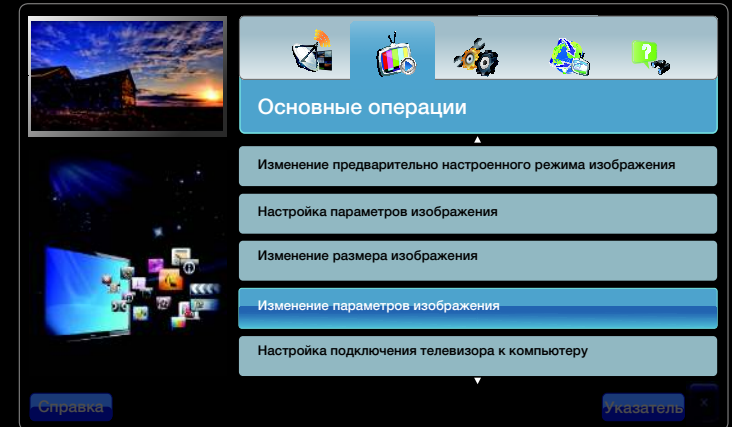 Основные операции
Изменение предварительно настроенного режима изображения
Настройка параметров изображения
Изменение размера изображения
Изменение параметров изображения
Настройка подключения телевизора к компьютеру
Справка
Указатель